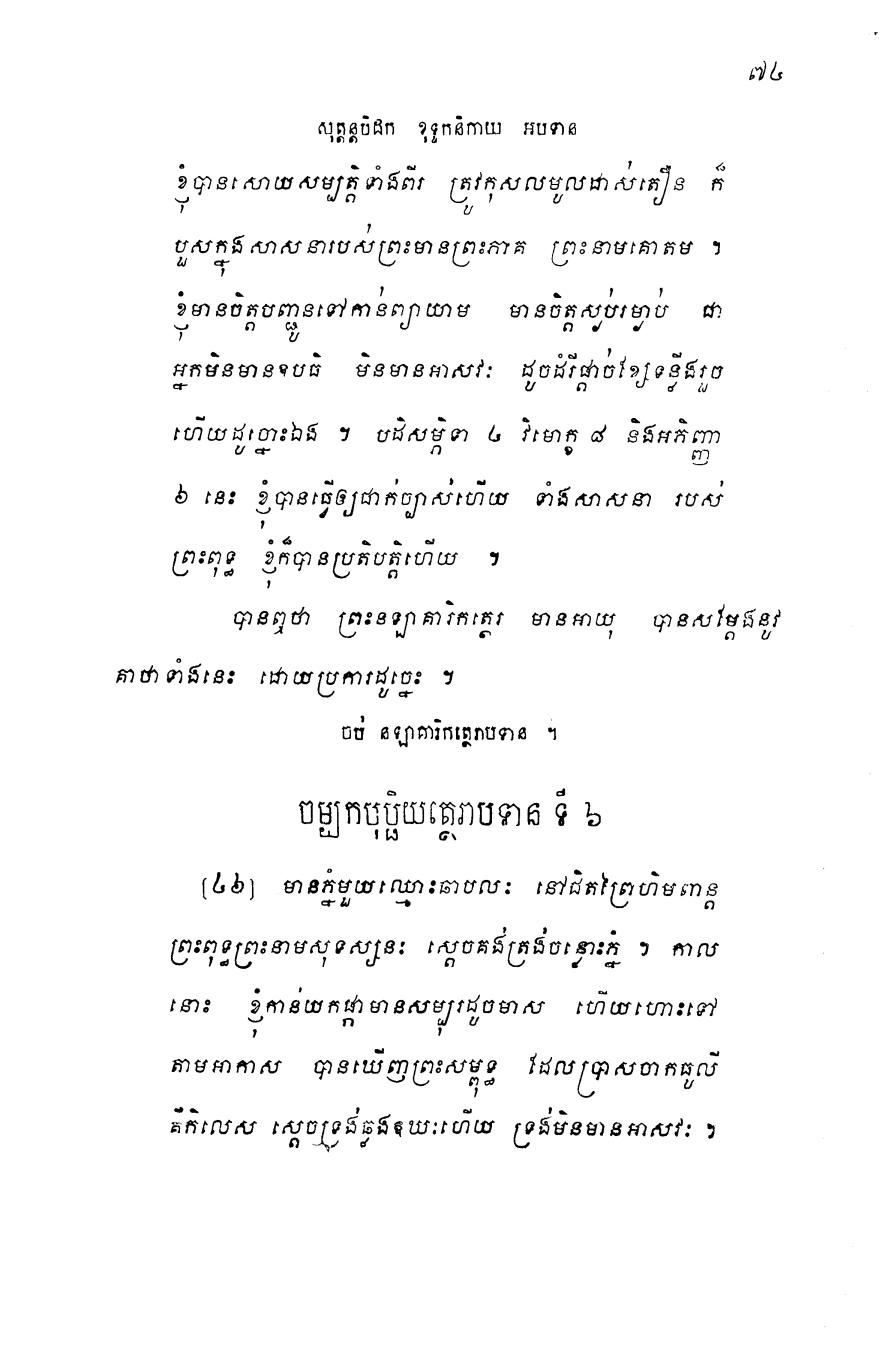 ៧៤
សុត្តន្តបិដក ខុទ្ទកនិកាយ អបទាន
ខ្ញុំបានសោយសម្បត្តិទាំងពីរ ត្រូវកុសលមូលដាស់តឿន ក៏
បួសក្នុងសាសនារបស់ព្រះមានព្រះភាគ ព្រះនាមគោតម ។
ខ្ញុំមានចិត្តបញ្ជូនទៅកាន់ព្យាយាម មានចិត្តស្ងប់រម្ងាប់ ជា
អ្នកមិនមានឧបធិ មិនមានអាសវៈ ដូចដំរីផ្តាច់ខ្សែទន្លីងរួច
ហើយដូច្នោះឯង ។ បដិសម្ភិទា ៤ វិមោក្ខ ៨ និងអភិញ្ញា
៦ នេះ ខ្ញុំបានធ្វើឲ្យជាក់ច្បាស់ហើយ ទាំងសាសនា របស់
ព្រះពុទ្ធ ខ្ញុំក៏បានប្រតិបត្តិហើយ ។
បានឮថា ព្រះនឡាគារិកត្ថេរ មានអាយុ បានសម្តែងនូវ
គាថាទាំងនេះ ដោយប្រការដូច្នេះ ។
ចប់ នឡាគារិកត្ថេរាបទាន ។
ចម្បកបុប្ផិយត្ថេរាបទាន ទី ៦
[៤៦] មានភ្នំមួយឈ្មោះឆាបលៈ នៅជិតព្រៃហិមពាន្ត
ព្រះពុទ្ធព្រះនាមសុទស្សនៈ ស្តេចគង់ត្រង់ចន្លោះភ្នំ ។ កាល
នោះ ខ្ញុំកាន់យកផ្កាមានសម្បុរដូចមាស ហើយហោះទៅ
តាមអាកាស បានឃើញព្រះសម្ពុទ្ធ ដែលប្រាសចាកធូលី
គឺកិលេស ស្តេចទ្រង់ឆ្លងឱឃៈហើយ ទ្រង់មិនមានអាសវៈ ។